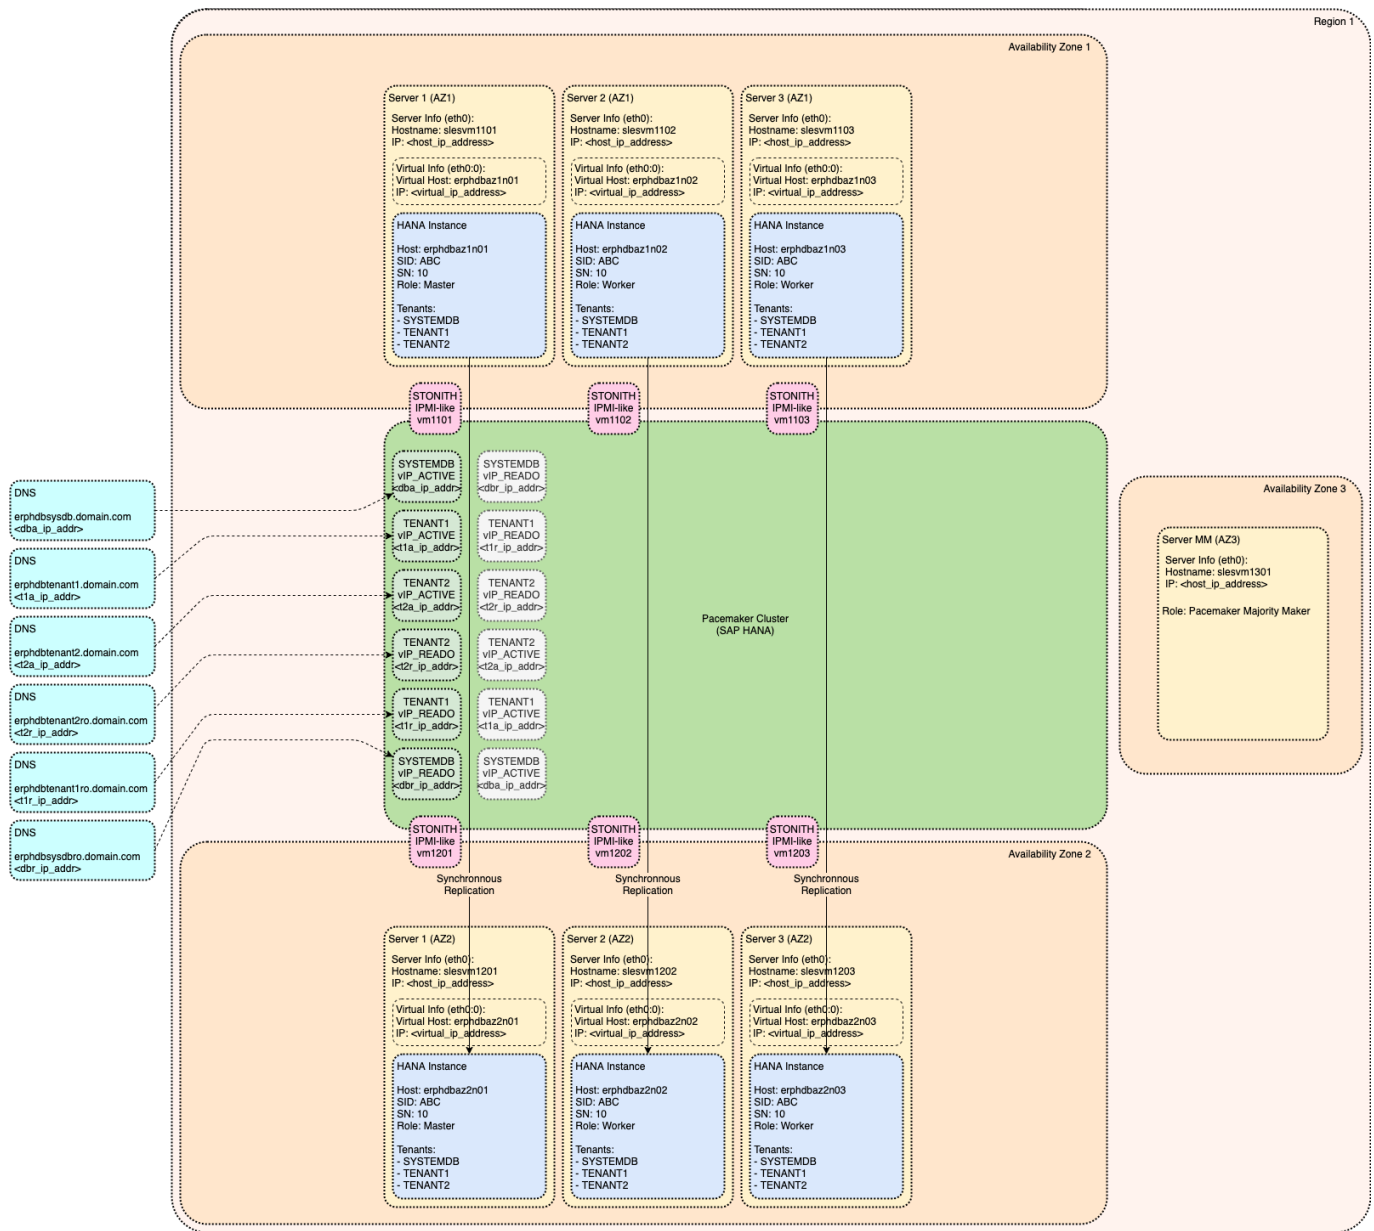 Region 1
Availability Zone 1
Server 1 (AZ1)
Server Info (eth0):
Hostname: slesvm1101
IP: <host_ip_address>
Virtual Info (eth0:0):
Virtual Host: erphdbaz1n01
IP: <virtual_ip_address>
HANA Instance
Host: erphdbaz1n01
SID: ABC
SN: 10
Role: Master
Tenants:
- SYSTEMDB
- TENANT1
- TENANT2
Server 2 (AZ1)
Server Info (eth0):
Hostname: slesvm1102
IP: <host_ip_address>
Virtual Info (eth0:0):
Virtual Host: erphdbaz1n02
IP: <virtual_ip_address>
HANA Instance
Host: erphdbaz1n02
SID: ABC
SN: 10
Role: Worker
Tenants:
- SYSTEMDB
- TENANT1
- TENANT2
Server 3 (AZ1)
Server Info (eth0):
Hostname: slesvm1103
IP: <host_ip_address>
Virtual Info (eth0:0):
Virtual Host: erphdbaz1n03
IP: <virtual_ip_address>
HANA Instance
Host: erphdbaz1n03
SID: ABC
SN: 10
Role: Worker
Tenants:
- SYSTEMDB
- TENANT1
- TENANT2
STONITH
IPMI-like
vm1101
STONITH
IPMI-like
vm1102
STONITH
IPMI-like
vm1103
DNS
erphdbsysdb.domain.com
<dba_ip_addr>
DNS
erphdbtenant1.domain.com
<t1a_ip_addr>
DNS
erphdbtenant2.domain.com
<t2a_ip_addr>
DNS
erphdbtenant2ro.domain.com
<t2r_ip_addr>
DNS
erphdbtenant1ro.domain.com
<t1r_ip_addr>
DNS
erphdbsysdbro.domain.com
<dbr_ip_addr>
SYSTEMDB
vIP_ACTIVE
<dba_ip_addr>
SYSTEMDB
vIP_READO
<dbr_ip_addr>
TENANT1
vIP_ACTIVE
<t1a_ip_addr>
TENANT1
vIP_READO
<t1r_ip_addr>
TENANT2
vIP_ACTIVE
<t2a_ip_addr>
TENANT2
vIP_READO
<t2r_ip_addr>
TENANT2
vIP_READO
<t2r_ip_addr>
TENANT2
vIP_ACTIVE
<t2a_ip_addr>
TENANT1
vIP_READO
<t1r_ip_addr>
TENANT1
vIP_ACTIVE
<t1a_ip_addr>
SYSTEMDB
vIP_READO
<dbr_ip_addr>
SYSTEMDB
vIP_ACTIVE
<dba_ip_addr>
Pacemaker Cluster
(SAP HANA)
Availability Zone 3
Server MM (AZ3)
Server Info (eth0):
Hostname: slesvm1301
IP: <host_ip_address>
Role: Pacemaker Majority Maker
STONITH
IPMI-like
vm1201
STONITH
IPMI-like
vm1202
STONITH
IPMI-like
vm1203
Availability Zone 2
Synchronnous
Replication
Synchronnous
Replication
Synchronnous
Replication
Server 1 (AZ2)
Server Info (eth0):
Hostname: slesvm1201
IP: <host_ip_address>
Virtual Info (eth0:0):
Virtual Host: erphdbaz2n01
IP: <virtual_ip_address>
HANA Instance
Host: erphdbaz2n01
SID: ABC
SN: 10
Role: Master
Tenants:
- SYSTEMDB
- TENANT1
- TENANT2
Server 2 (AZ2)
Server Info (eth0):
Hostname: slesvm1202
IP: <host_ip_address>
Virtual Info (eth0:0):
Virtual Host: erphdbaz2n02
IP: <virtual_ip_address>
HANA Instance
Host: erphdbaz2n02
SID: ABC
SN: 10
Role: Worker
Tenants:
- SYSTEMDB
- TENANT1
- TENANT2
Server 3 (AZ2)
Server Info (eth0):
Hostname: slesvm1203
IP: <host_ip_address>
Virtual Info (eth0:0):
Virtual Host: erphdbaz2n03
IP: <virtual_ip_address>
HANA Instance
Host: erphdbaz2n03
SID: ABC
SN: 10
Role: Worker
Tenants:
- SYSTEMDB
- TENANT1
- TENANT2